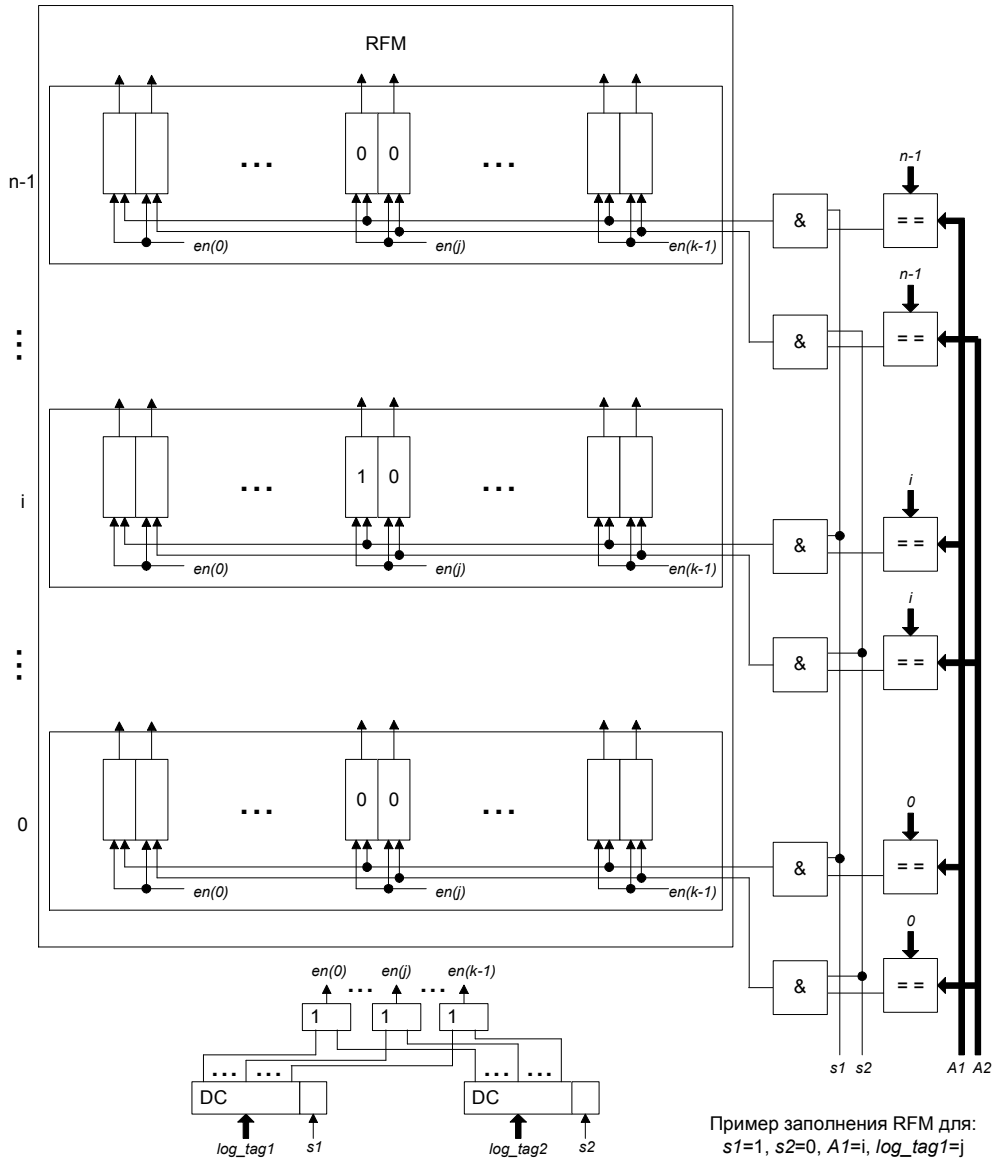 RFM
... 0 0 ...
n-1
n-1
& = =
en(0) en(j) en(k-1)
n-1
& = =
...
i
... 1 0 ...
i
& = =
en(0) en(j) en(k-1)
i
& = =
...
0
... 0 0 ...
0
& = =
en(0) en(j) en(k-1)
0
& = =
en(0) ... en(j) ... en(k-1)
1 1 1
... ... ... ...
s1 s2 A1 A2
DC DC
log_tag1 s1 log_tag2 s2
Пример заполнения RFM для:
s1=1, s2=0, A1=i, log_tag1=j